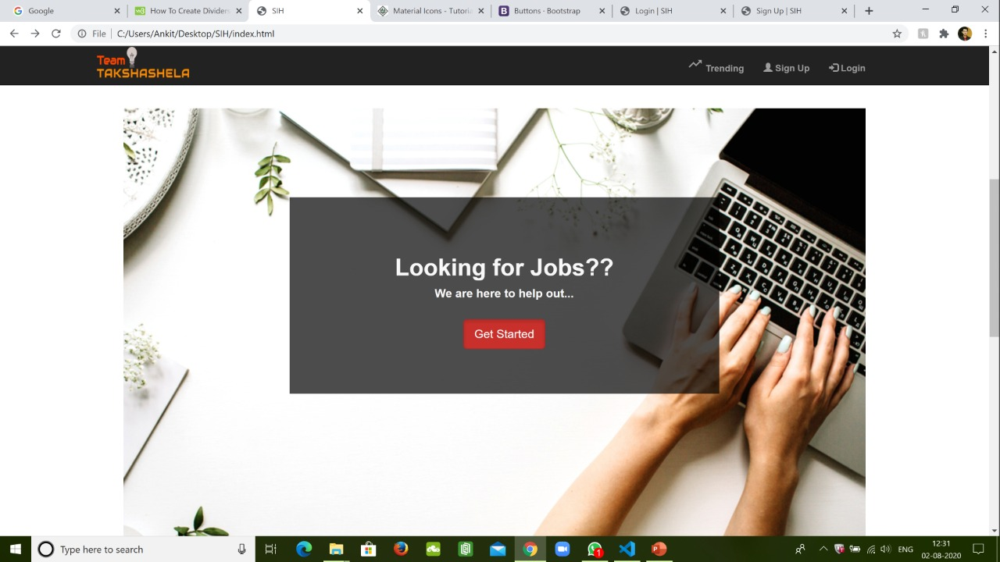 Google
How To Create Divider
SIH
Material Icons - Tutoria
Buttons · Bootstrap
Login | SIH
Sign Up | SIH
File
C:/Users/Ankit/Desktop/SIH/index.html
Team
TAKSHASHELA
Trending
Sign Up
Login
Looking for Jobs??
We are here to help out...
Get Started
Type here to search
1
ENG
12:31
02-08-2020